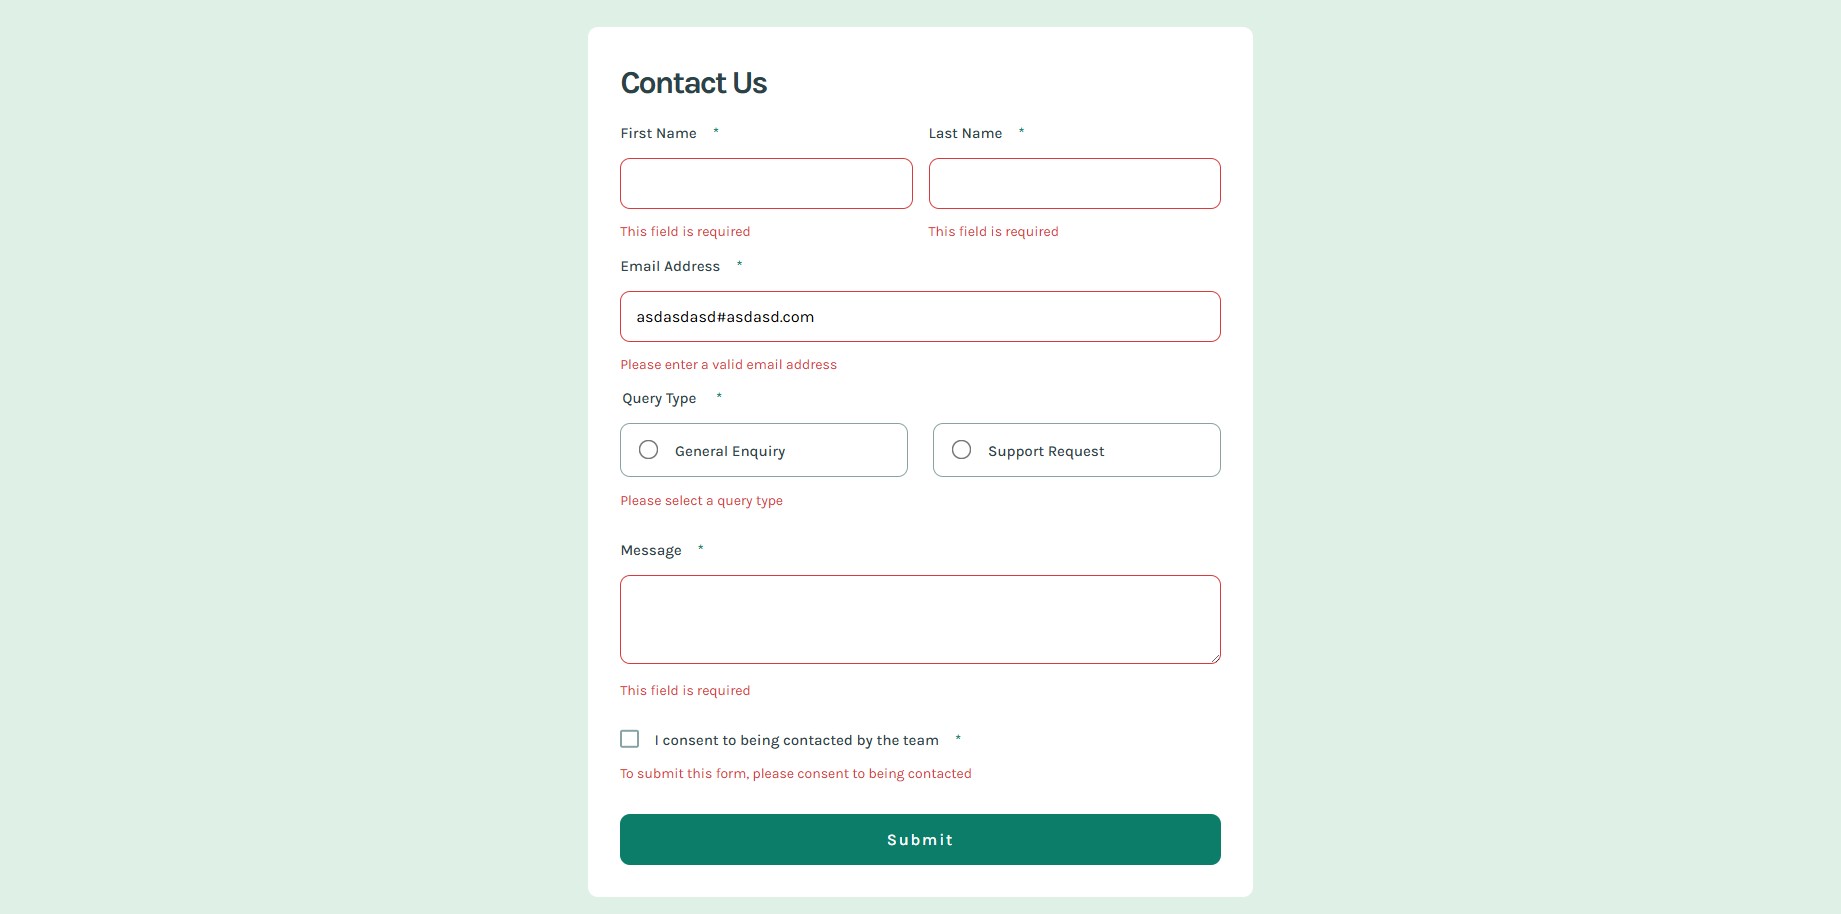 Contact Us
First Name *
Last Name *
This field is required
This field is required
Email Address *
asdasdasd#asdasd.com
Please enter a valid email address
Query Type *
General Enquiry
Support Request
Please select a query type
Message *
This field is required
I consent to being contacted by the team *
To submit this form, please consent to being contacted
Submit